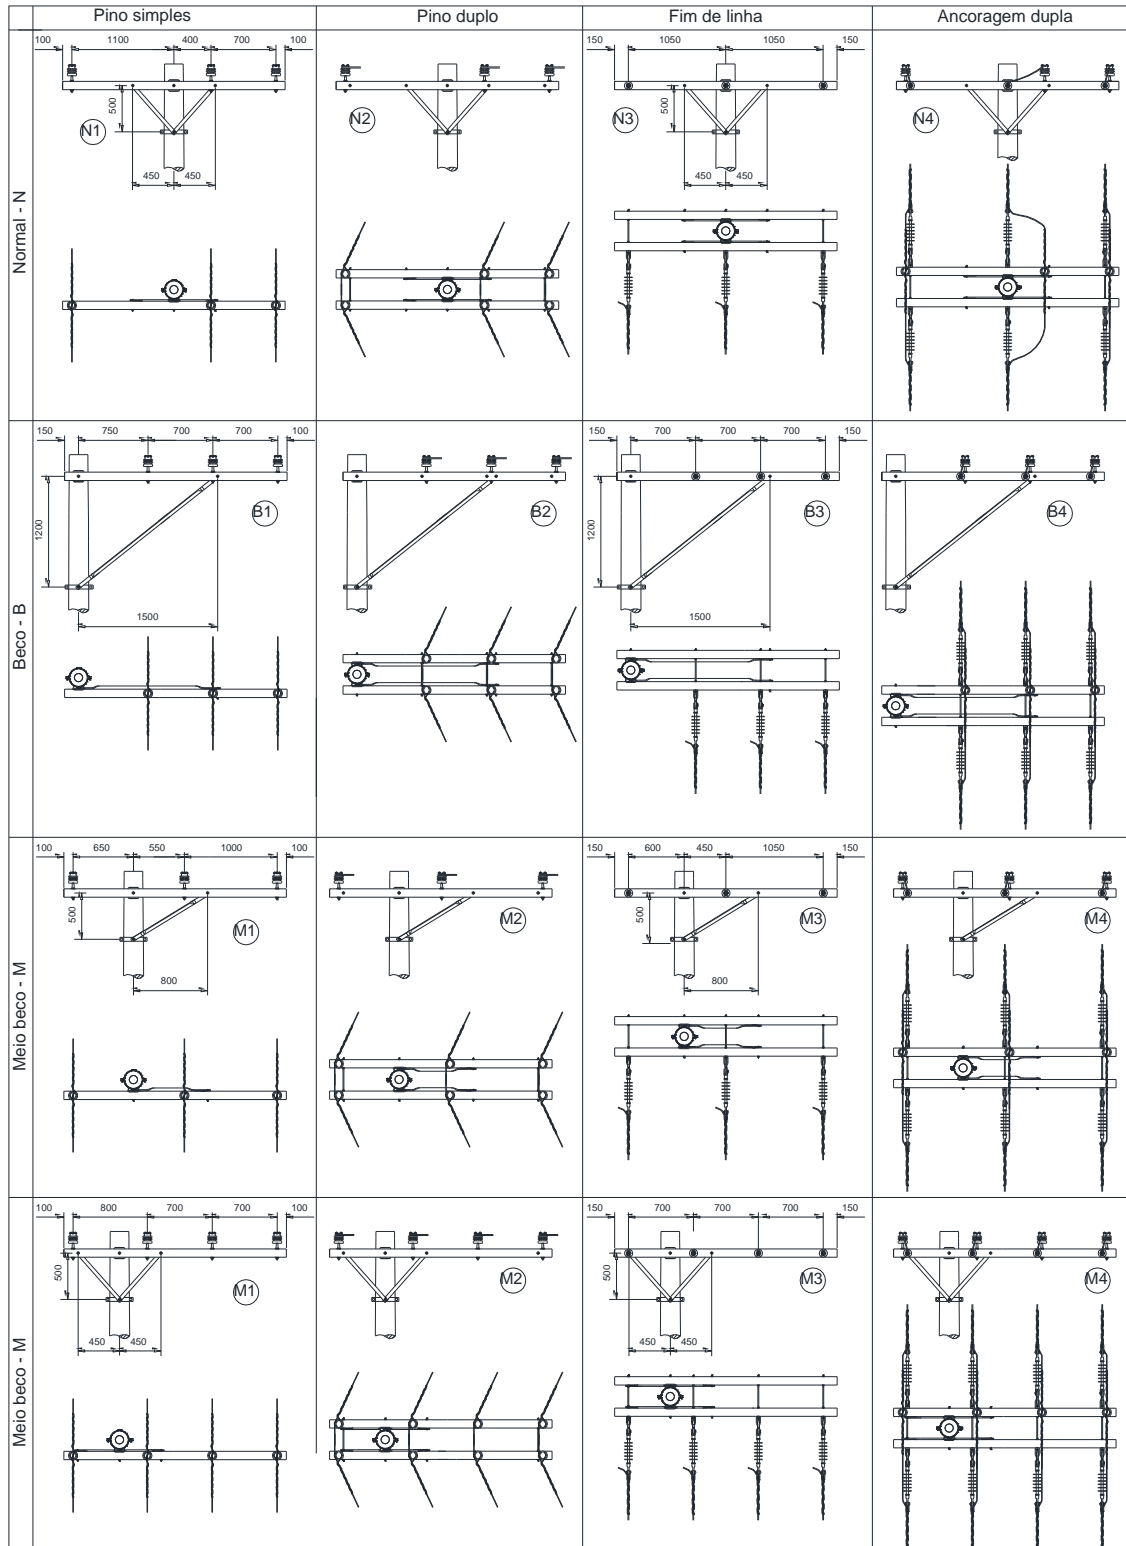 Pino simples
Pino duplo
Fim de linha
Ancoragem dupla
Normal - N
100 1100 400 700 100
500
N1
450 450
N2
150 1050 1050 150
500
N3
450 450
N4
Beco - B
150 750 700 700 100
1200
B1
1500
B2
150 700 700 700 150
1200
B3
1500
B4
Meio beco - M
100 650 550 1000 100
500
M1
800
M2
150 600 450 1050 150
500
M3
800
M4
Meio beco - M
100 800 700 700 100
500
M1
450 450
M2
150 700 700 700 150
500
M3
450 450
M4